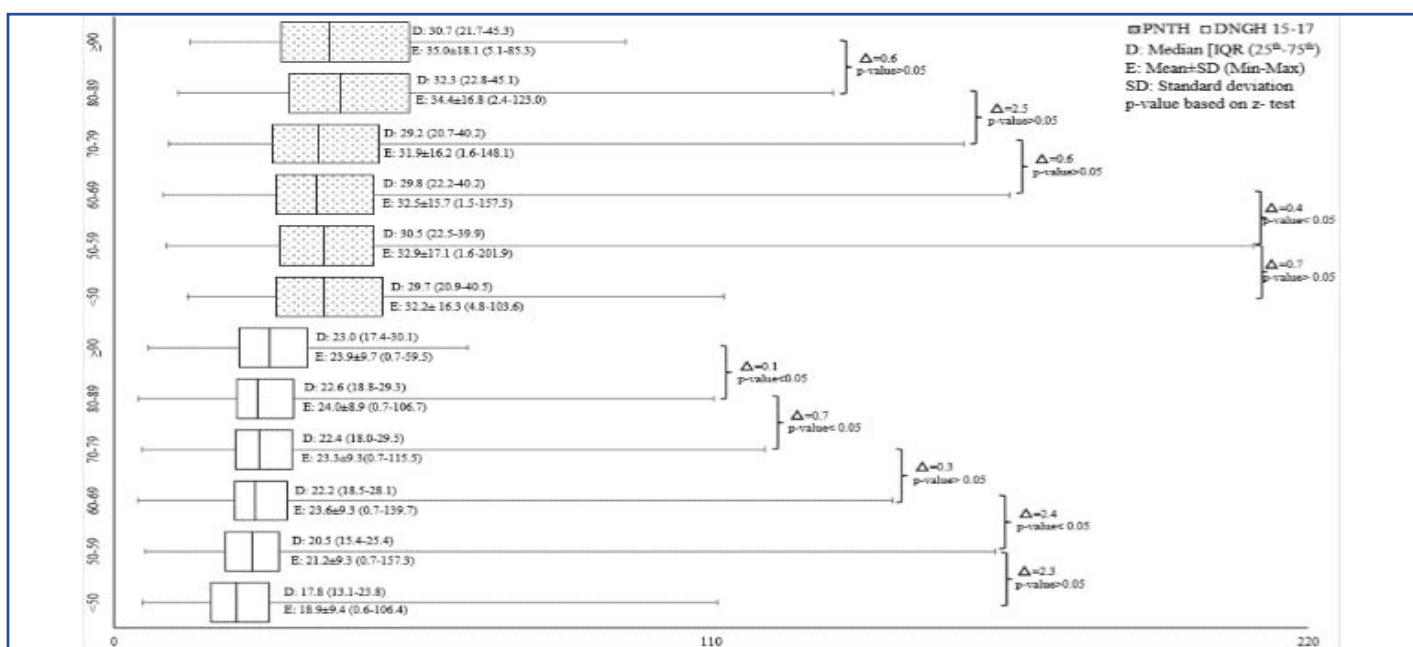 ≥90
D: 30.7 (21.7-45.3)
E: 35.0±18.1 (5.1-85.3)
80-89
D: 32.3 (22.8-45.1)
E: 34.4±16.8 (2.4-123.0)
70-79
D: 29.2 (20.7-40.2)
E: 31.9±16.2 (1.6-148.1)
60-69
D: 29.8 (22.2-40.2)
E: 32.5±15.7 (1.5-157.5)
50-59
D: 30.5 (22.5-39.9)
E: 32.9±17.1 (1.6-201.9)
<50
D: 29.7 (20.9-40.5)
E: 32.2± 16.3 (4.8-103.6)
≥90
D: 23.0 (17.4-30.1)
E: 23.9±9.7 (0.7-59.5)
80-89
D: 22.6 (18.8-29.3)
E: 24.0±8.9 (0.7-106.7)
70-79
D: 22.4 (18.0-29.5)
E: 23.3±9.3(0.7-115.5)
60-69
D: 22.2 (18.5-28.1)
E: 23.6±9.3 (0.7-139.7)
50-59
D: 20.5 (15.4-25.4)
E: 21.2±9.3 (0.7-157.3)
<50
D: 17.8 (13.1-23.8)
E: 18.9±9.4 (0.6-106.4)
△=0.6
p-value>0.05
△=2.5
p-value>0.05
△=0.6
p-value>0.05
△=0.4
p-value< 0.05
△=0.7
p-value> 0.05
△=0.1
p-value<0.05
△=0.7
p-value< 0.05
△=0.3
p-value> 0.05
△=2.4
p-value< 0.05
△=2.3
p-value>0.05
PNTH DNGH 15-17
D: Median [IQR (25th-75th)
E: Mean±SD (Min-Max)
SD: Standard deviation
p-value based on z- test
0
110
220